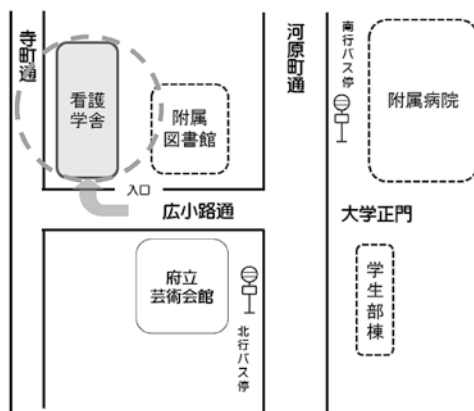 寺町通
看護
学舎
附属
図書館
河原町通
南行バス停
附属病院
入口
広小路通
大学正門
府立
芸術会館
北行バス停
学生部棟